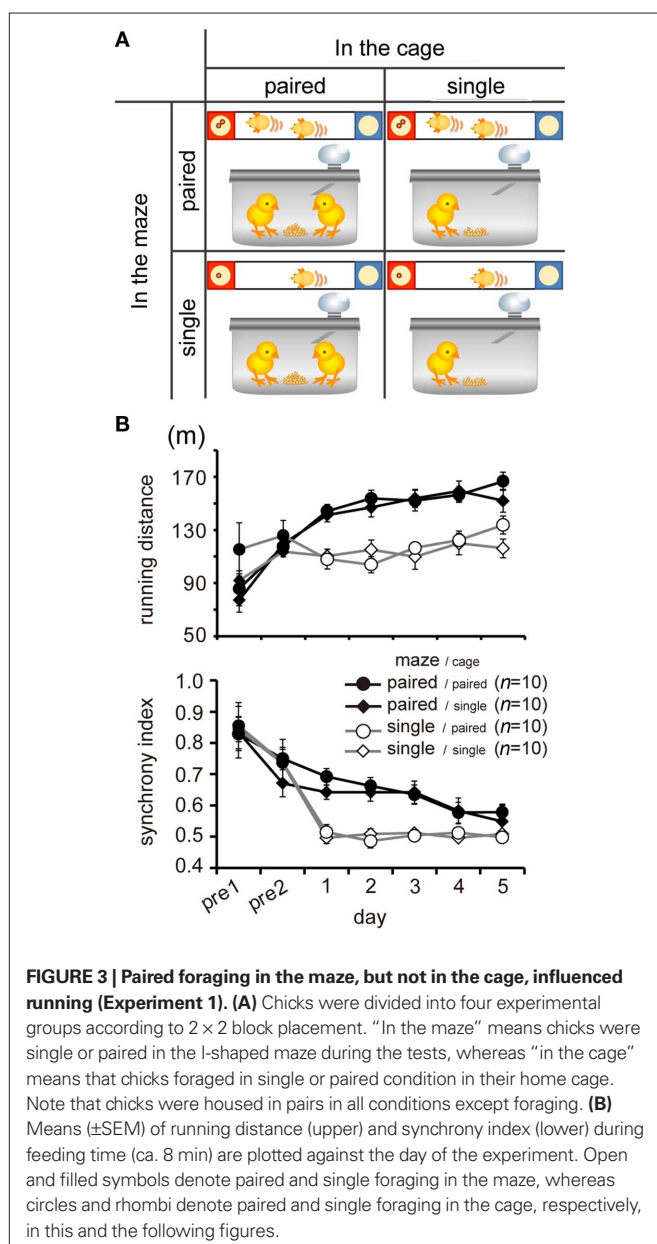 A
In the cage
paired single
In the maze
paired
single
B
(m)
running distance
170
130
90
50
maze / cage
paired / paired (n=10)
paired / single (n=10)
single / paired (n=10)
single / single (n=10)
synchrony index
1.0
0.9
0.8
0.7
0.6
0.5
0.4
pre1 pre2 1 2 3 4 5
day
FIGURE 3 | Paired foraging in the maze, but not in the cage, influenced
running (Experiment 1). (A) Chicks were divided into four experimental
groups according to 2 × 2 block placement. “In the maze” means chicks were
single or paired in the I-shaped maze during the tests, whereas “in the cage”
means that chicks foraged in single or paired condition in their home cage.
Note that chicks were housed in pairs in all conditions except foraging. (B)
Means (±SEM) of running distance (upper) and synchrony index (lower) during
feeding time (ca. 8 min) are plotted against the day of the experiment. Open
and filled symbols denote paired and single foraging in the maze, whereas
circles and rhombi denote paired and single foraging in the cage, respectively,
in this and the following figures.